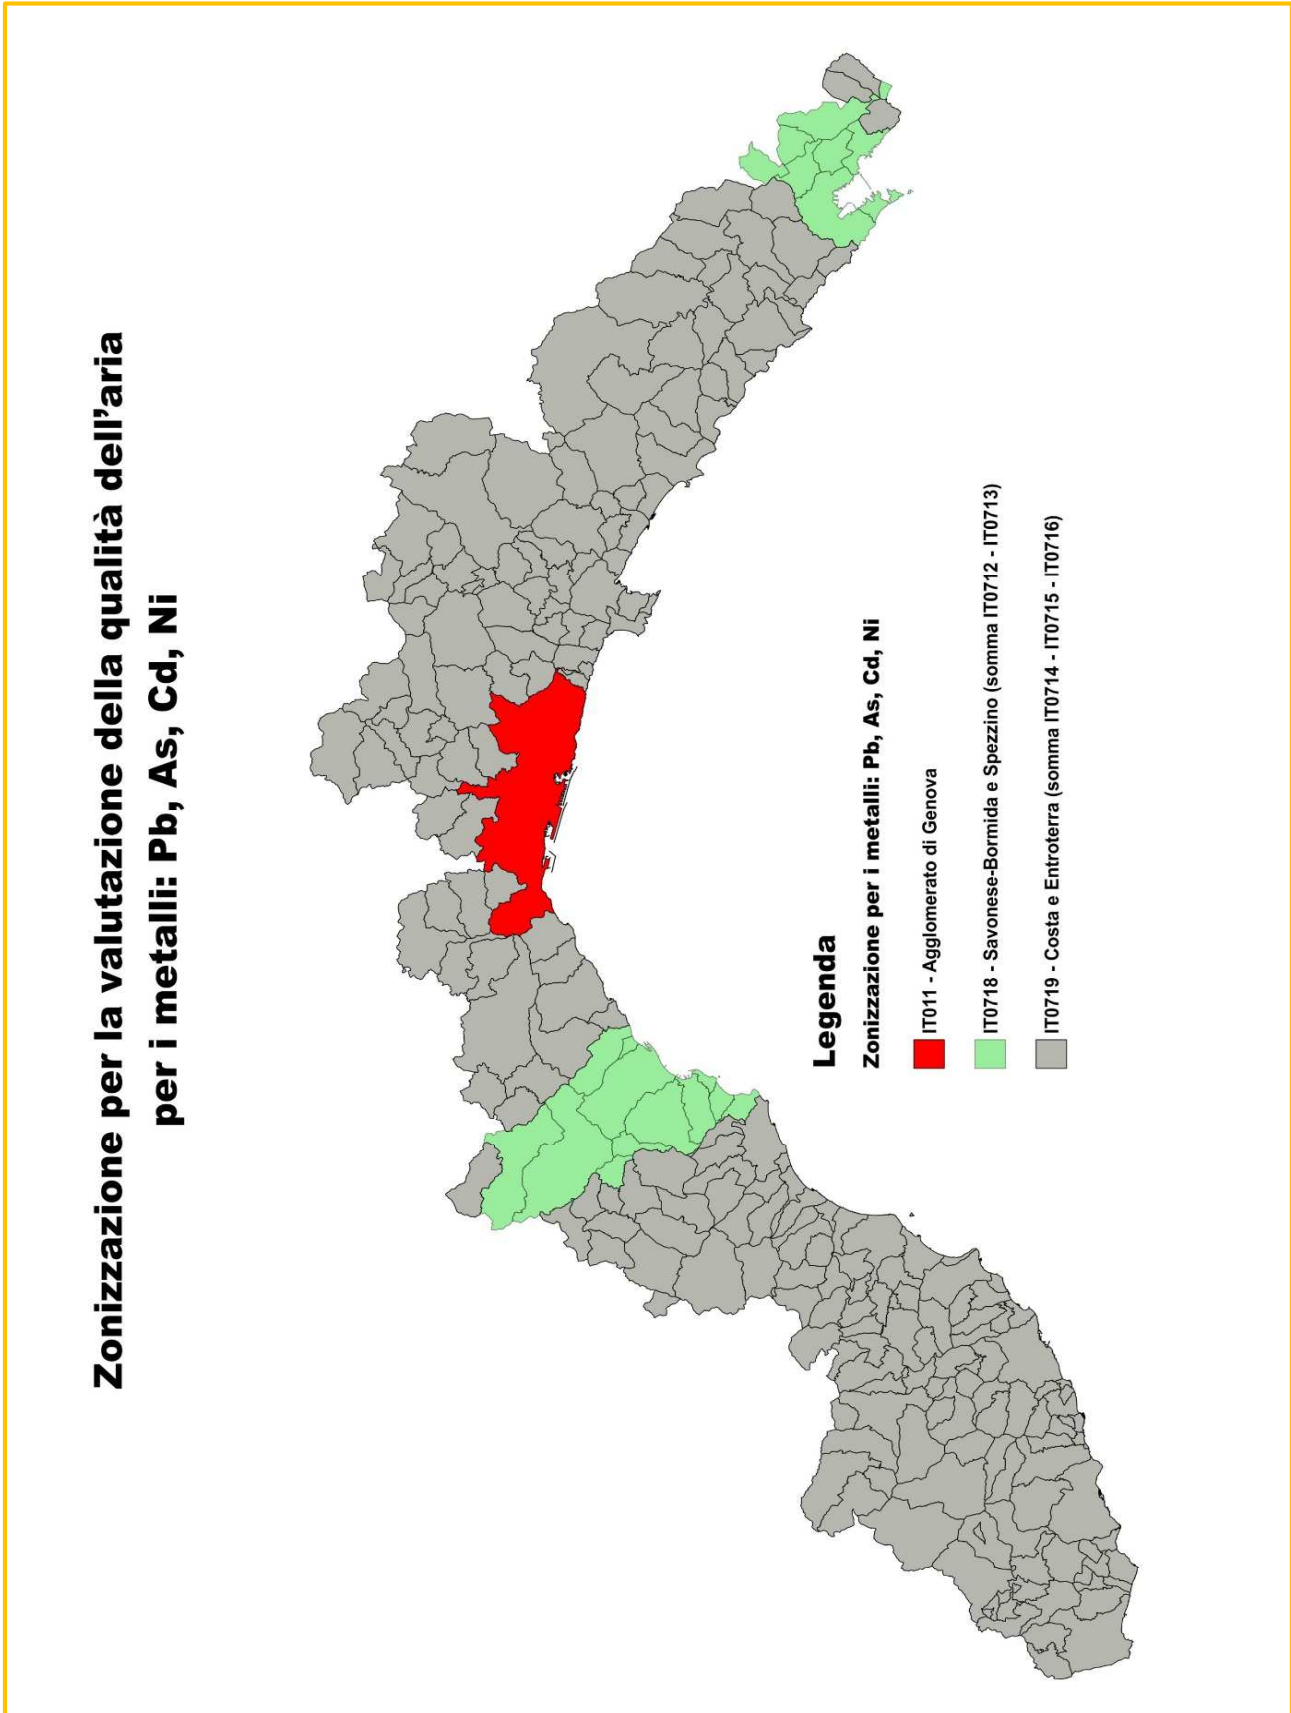 Zonizzazione per la valutazione della qualità dell'aria
per i metalli: Pb, As, Cd, Ni
Legenda
Zonizzazione per i metalli: Pb, As, Cd, Ni
IT011 - Agglomerato di Genova
IT0718 - Savonese-Bormida e Spezzino (somma IT0712 - IT0713)
IT0719 - Costa e Entroterra (somma IT0714 - IT0715 - IT0716)